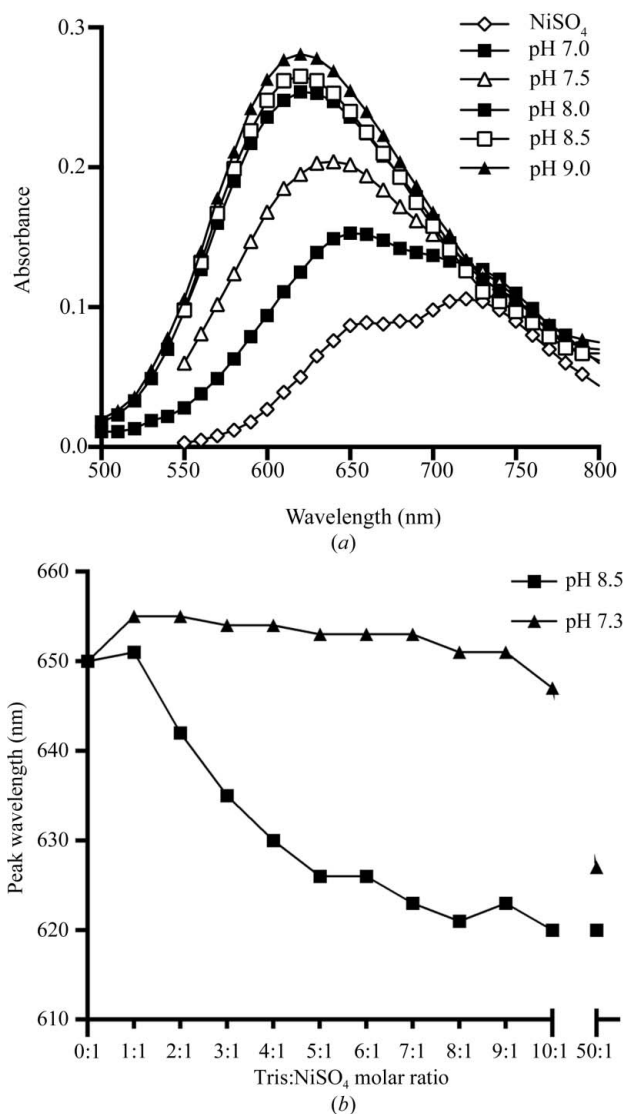 0.3
0.2
0.1
0.0
Absorbance
NiSO₄
pH 7.0
pH 7.5
pH 8.0
pH 8.5
pH 9.0
500 550 600 650 700 750 800
Wavelength (nm)
(a)
660
650
640
630
620
610
Peak wavelength (nm)
pH 8.5
pH 7.3
0:1 1:1 2:1 3:1 4:1 5:1 6:1 7:1 8:1 9:1 10:1 50:1
Tris:NiSO₄ molar ratio
(b)